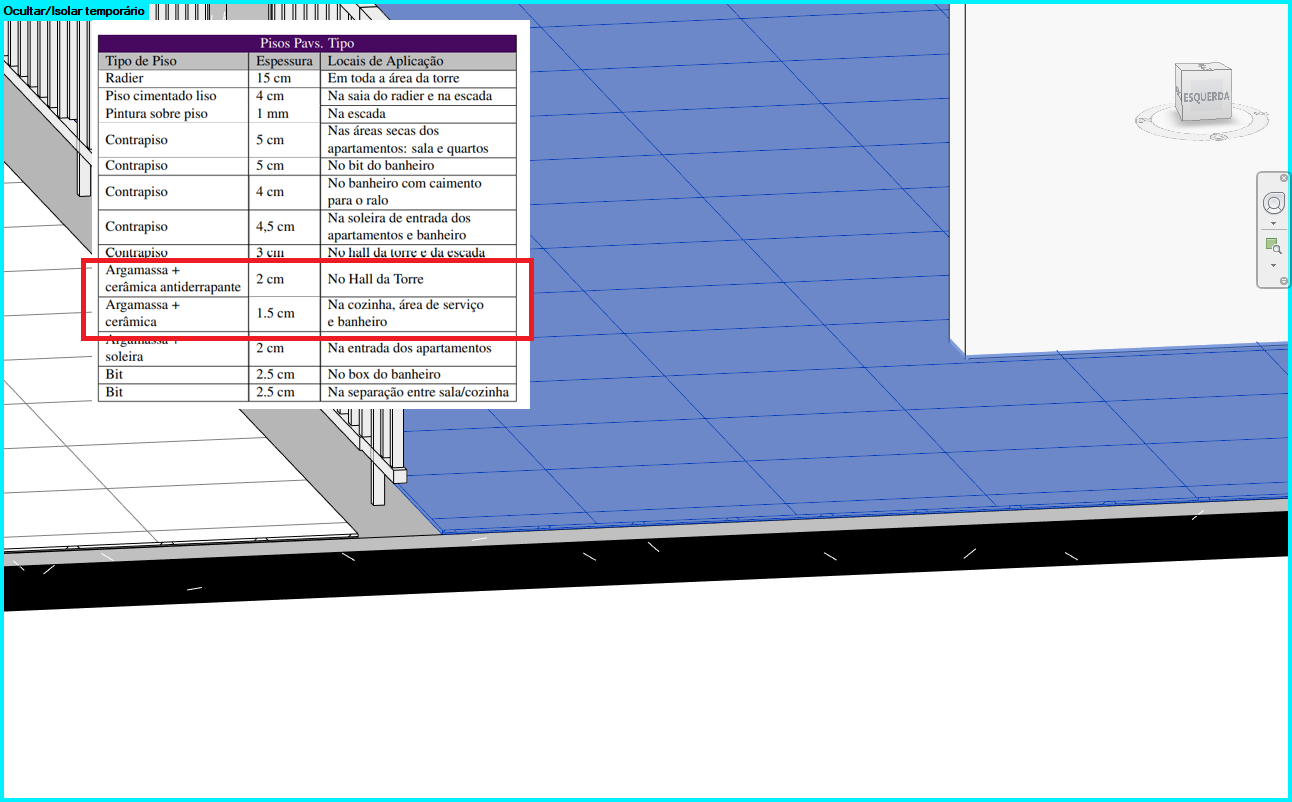 Ocultar/Isolar temporário
Pisos Pavs. Tipo
Tipo de Piso Espessura Locais de Aplicação
Radier 15 cm Em toda a área da torre
Piso cimentado liso 4 cm Na saia do radier e na escada
Pintura sobre piso 1 mm Na escada
Contrapiso 5 cm Nas áreas secas dos
apartamentos: sala e quartos
Contrapiso 5 cm No bit do banheiro
Contrapiso 4 cm No banheiro com caimento
para o ralo
Contrapiso 4,5 cm Na soleira de entrada dos
apartamentos e banheiro
Contrapiso 3 cm No hall da torre e da escada
Argamassa +
cerâmica antiderrapante 2 cm No Hall da Torre
Argamassa +
cerâmica 1.5 cm Na cozinha, área de serviço
e banheiro
Argamassa +
soleira 2 cm Na entrada dos apartamentos
Bit 2.5 cm No box do banheiro
Bit 2.5 cm Na separação entre sala/cozinha
ESQUERDA